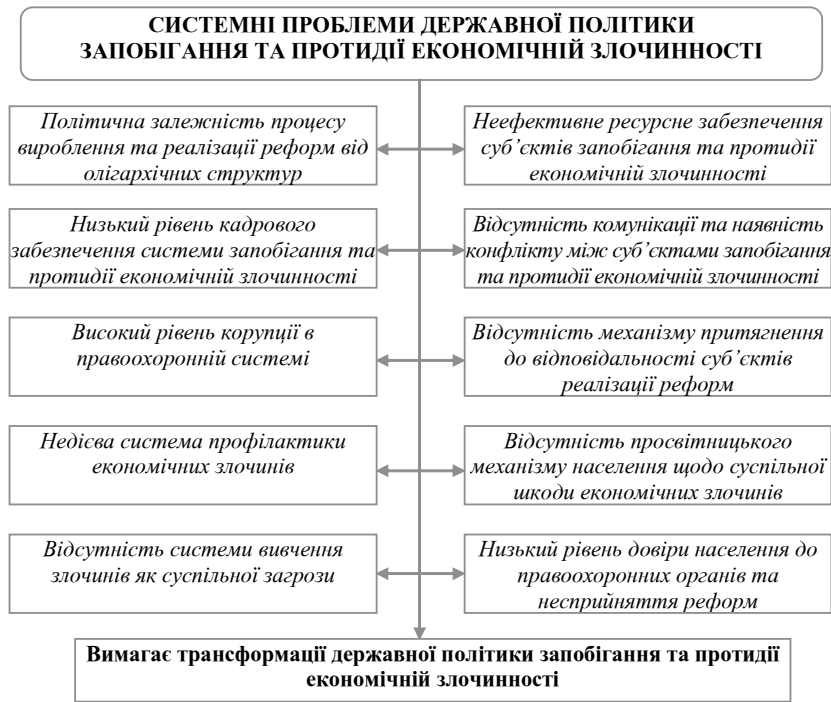 СИСТЕМНІ ПРОБЛЕМИ ДЕРЖАВНОЇ ПОЛІТИКИ
ЗАПОБІГАННЯ ТА ПРОТИДІЇ ЕКОНОМІЧНІЙ ЗЛОЧИННОСТІ
Політична залежність процесу
вироблення та реалізації реформ від
олігархічних структур
Неефективне ресурсне забезпечення
суб’єктів запобігання та протидії
економічній злочинності
Низький рівень кадрового
забезпечення системи запобігання та
протидії економічній злочинності
Відсутність комунікації та наявність
конфлікту між суб’єктами запобігання
та протидії економічній злочинності
Високий рівень корупції в
правоохоронній системі
Відсутність механізму притягнення
до відповідальності суб’єктів
реалізації реформ
Недієва система профілактики
економічних злочинів
Відсутність просвітницького
механізму населення щодо суспільної
шкоди економічних злочинів
Відсутність системи вивчення
злочинів як суспільної загрози
Низький рівень довіри населення до
правоохоронних органів та
несприйняття реформ
Вимагає трансформації державної політики запобігання та протидії
економічній злочинності